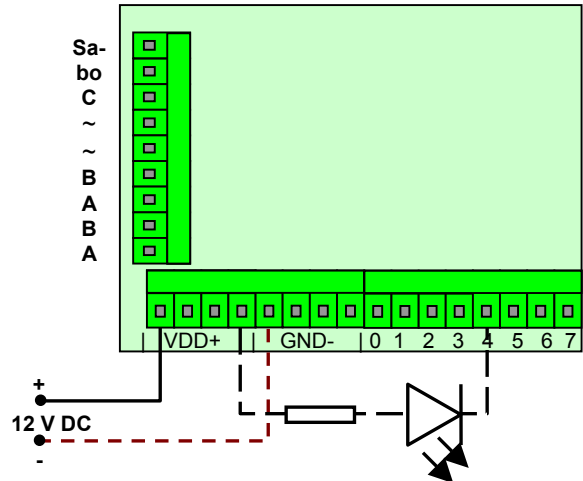 Sa-
bo
C
~
~
B
A
B
A
| VDD+ | GND- | 0 1 2 3 4 5 6 7
+
12 V DC
-